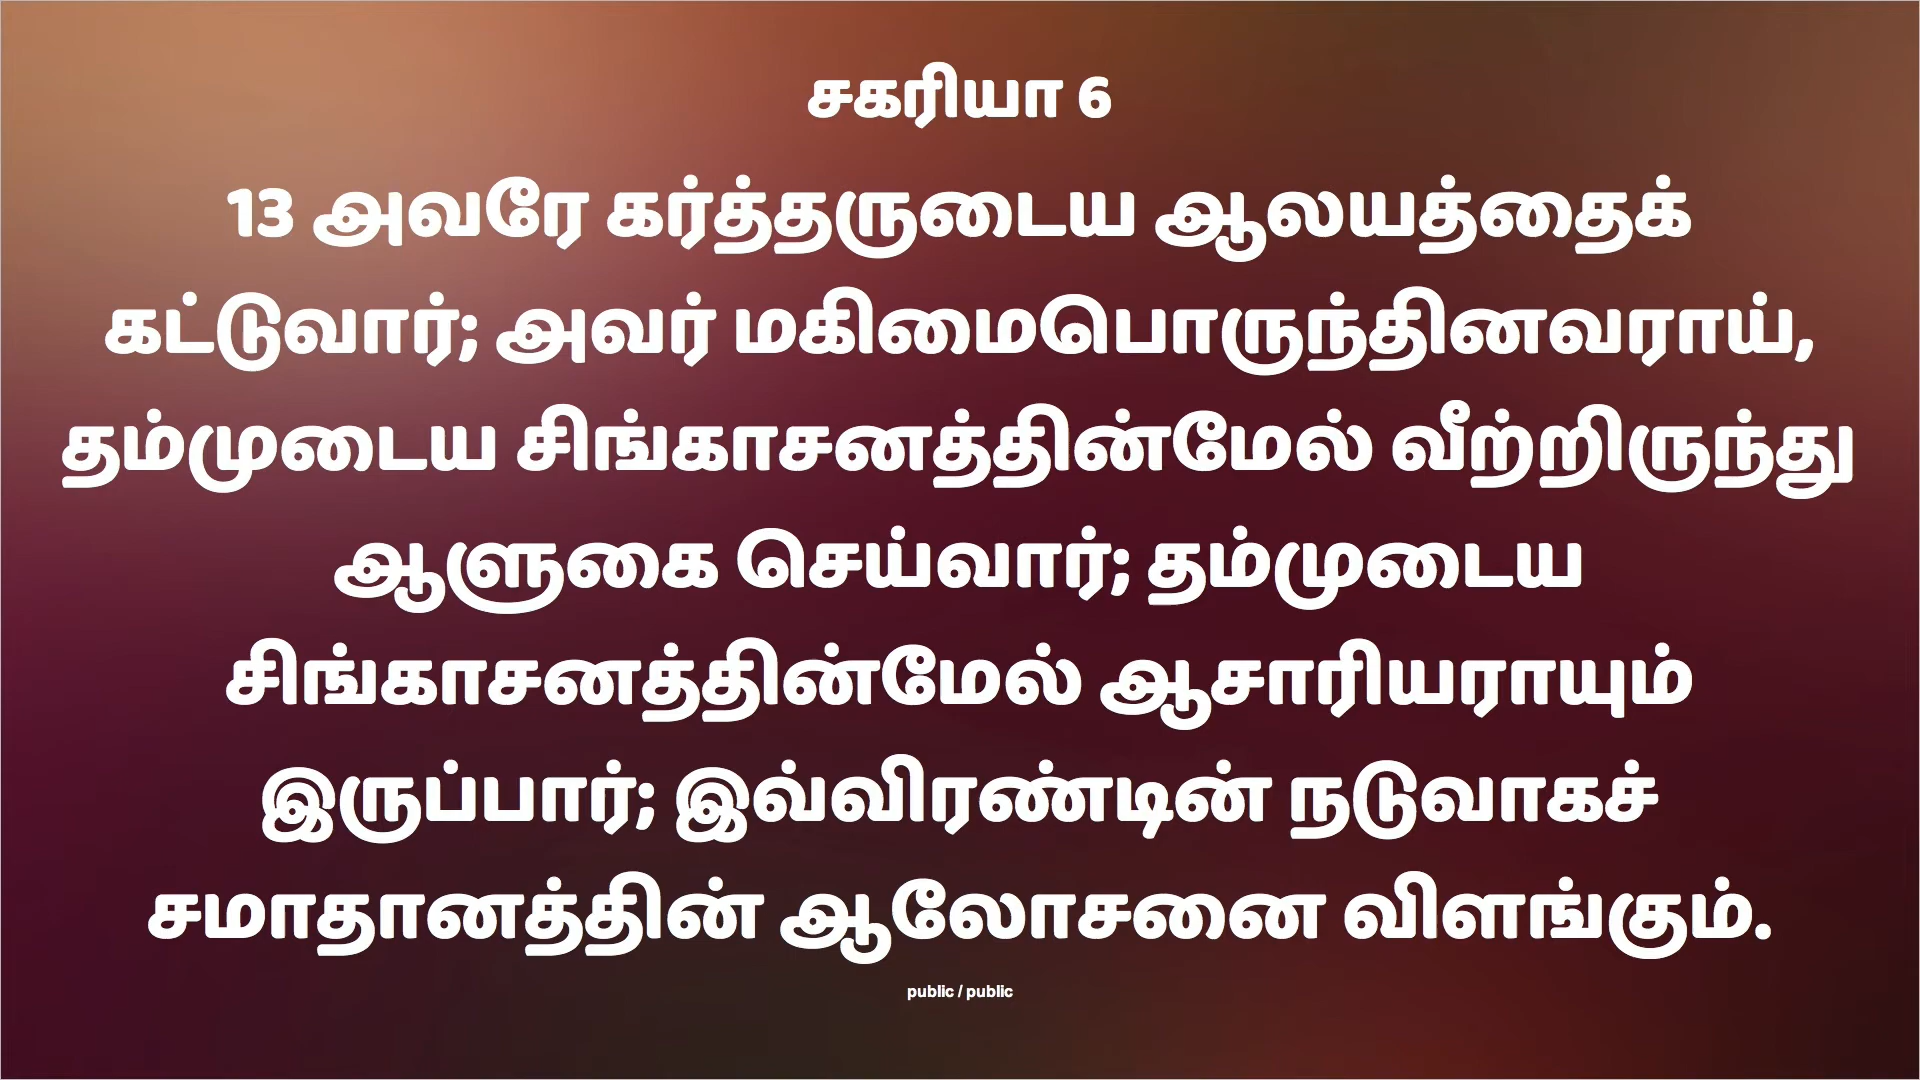 சகரியா 6
13 அவரே கர்த்தருடைய ஆலயத்தைக்
கட்டுவார்; அவர் மகிமைபொருந்தினவராய்,
தம்முடைய சிங்காசனத்தின்மேல் வீற்றிருந்து
ஆளுகை செய்வார்; தம்முடைய
சிங்காசனத்தின்மேல் ஆசாரியராயும்
இருப்பார்; இவ்விரண்டின் நடுவாகச்
சமாதானத்தின் ஆலோசனை விளங்கும்.
public / public